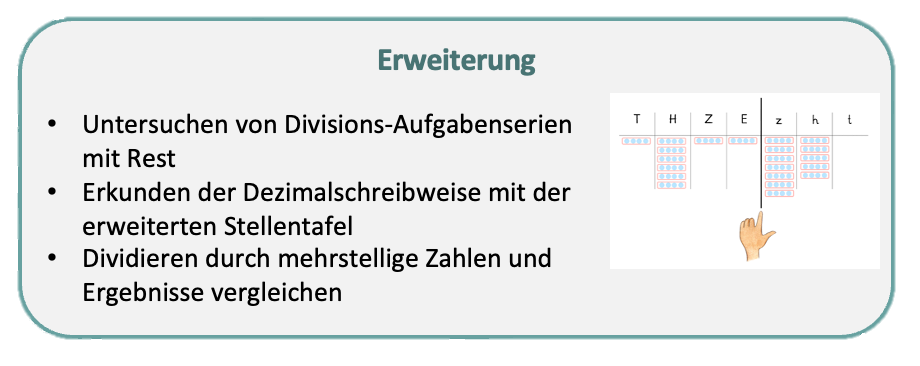 Erweiterung
• Untersuchen von Divisions-Aufgabenserien
mit Rest
• Erkunden der Dezimalschreibweise mit der
erweiterten Stellentafel
• Dividieren durch mehrstellige Zahlen und
Ergebnisse vergleichen
T H Z E z h t